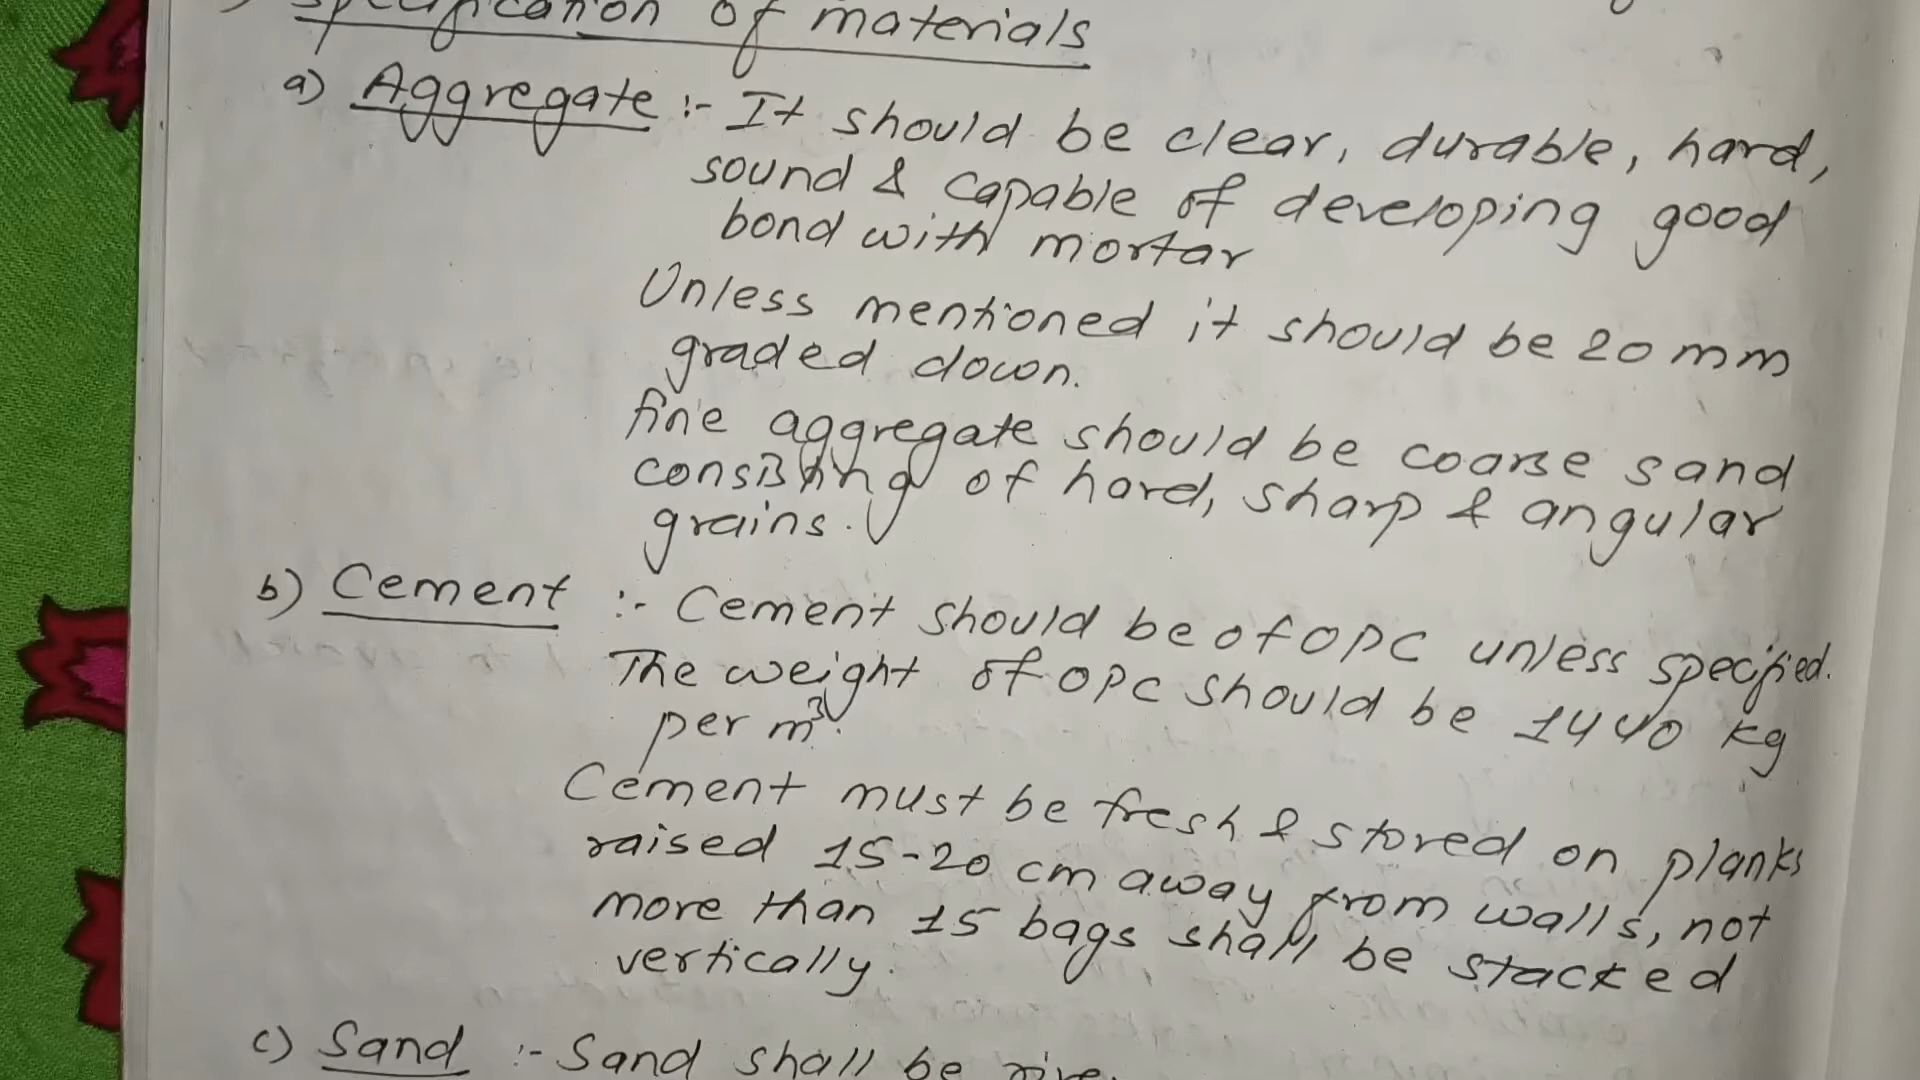 specification of materials
a) Aggregate :- It should be clear, durable, hard,
sound & capable of developing good
bond with mortar
Unless mentioned it should be 20 mm
graded down.
fine aggregate should be coarse sand
consisting of hard, sharp & angular
grains.
b) Cement :- Cement should be of OPC unless specified.
The weight of OPC should be 1440 kg
per m³.
Cement must be fresh & stored on planks
raised 15-20 cm away from walls, not
more than 15 bags shall be stacked
vertically.
c) Sand :- Sand shall be